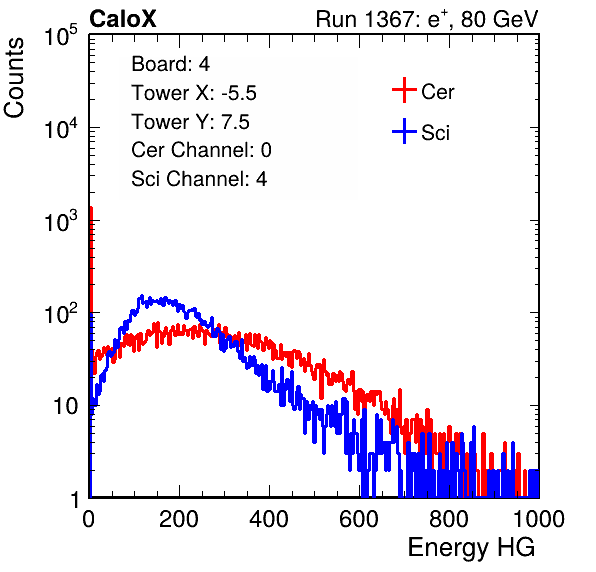 CaloX Run 1367: e⁺, 80 GeV
Counts
10⁵
10⁴
10³
10²
10
1
Board: 4
Tower X: -5.5
Tower Y: 7.5
Cer Channel: 0
Sci Channel: 4
Cer
Sci
0 200 400 600 800 1000
Energy HG